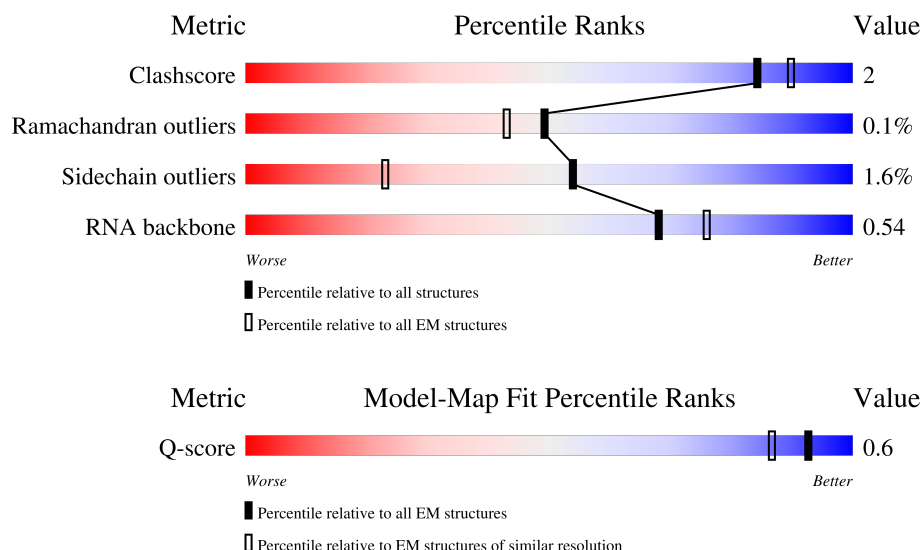 Metric Percentile Ranks Value
Clashscore 2
Ramachandran outliers 0.1%
Sidechain outliers 1.6%
RNA backbone 0.54
Worse Better
Percentile relative to all structures
Percentile relative to all EM structures
Metric Model-Map Fit Percentile Ranks Value
Q-score 0.6
Worse Better
Percentile relative to all EM structures
Percentile relative to EM structures of similar resolution